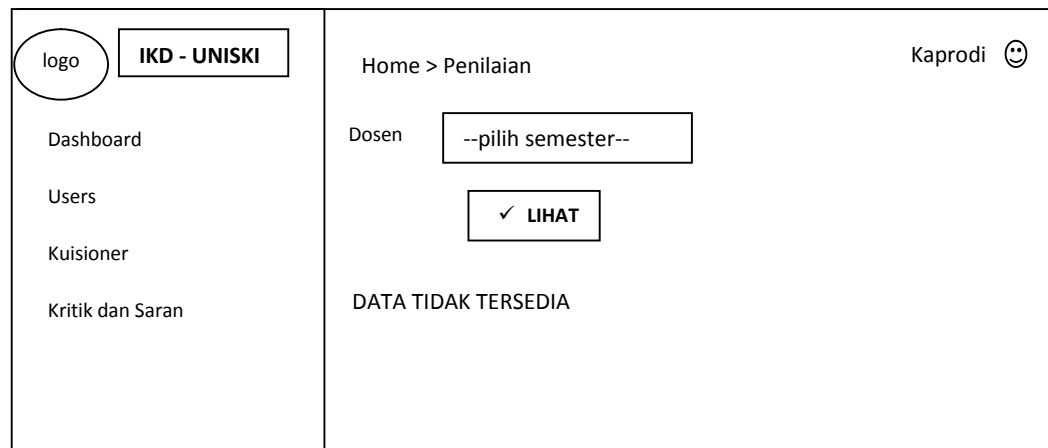 logo
IKD - UNISKI
Dashboard
Users
Kuisioner
Kritik dan Saran
Home > Penilaian
Kaprodi
Dosen
--pilih semester--
✓ LIHAT
DATA TIDAK TERSEDIA